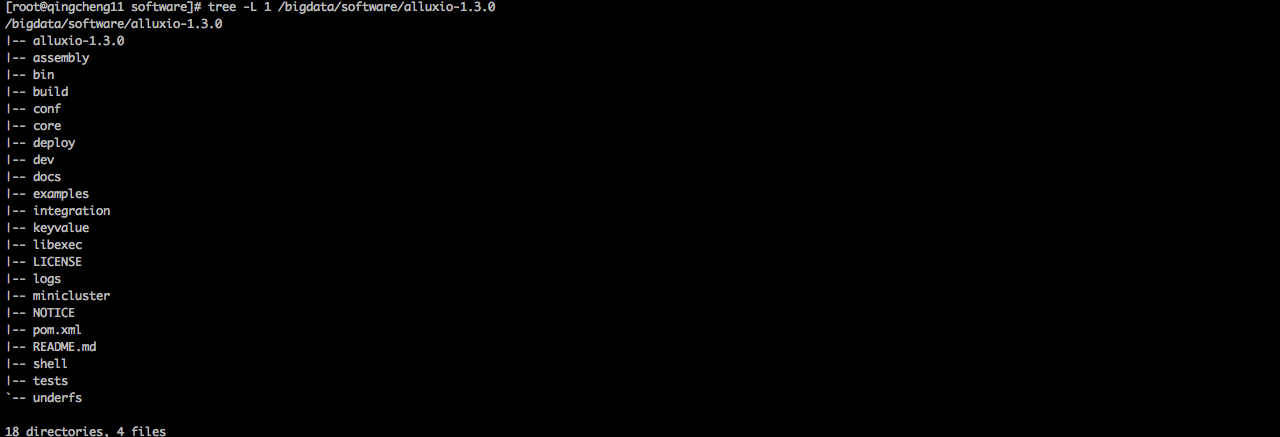 [root@qingcheng11 software]# tree -L 1 /bigdata/software/alluxio-1.3.0
/bigdata/software/alluxio-1.3.0
|-- alluxio-1.3.0
|-- assembly
|-- bin
|-- build
|-- conf
|-- core
|-- deploy
|-- dev
|-- docs
|-- examples
|-- integration
|-- keyvalue
|-- libexec
|-- LICENSE
|-- logs
|-- minicluster
|-- NOTICE
|-- pom.xml
|-- README.md
|-- shell
|-- tests
`-- underfs
18 directories, 4 files